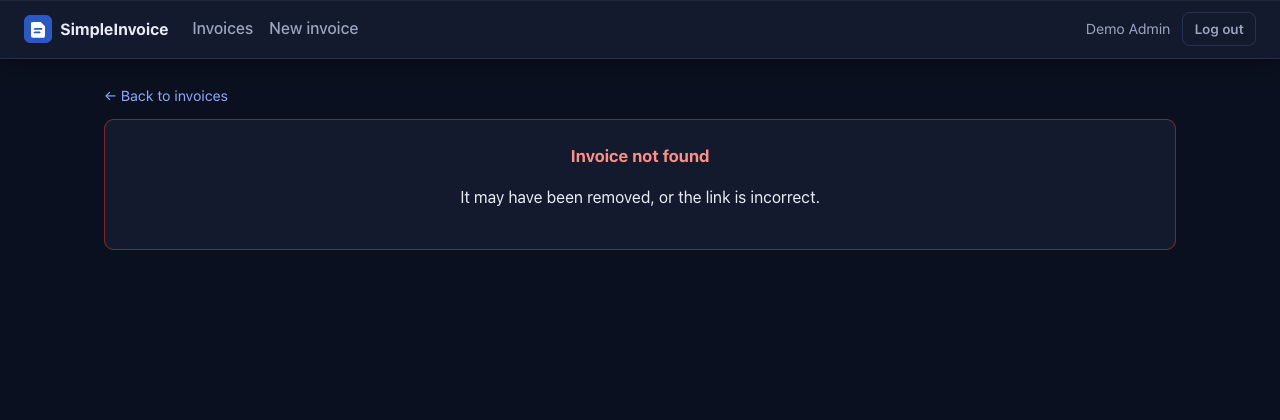 SimpleInvoice Invoices New invoice Demo Admin Log out
← Back to invoices
Invoice not found
It may have been removed, or the link is incorrect.